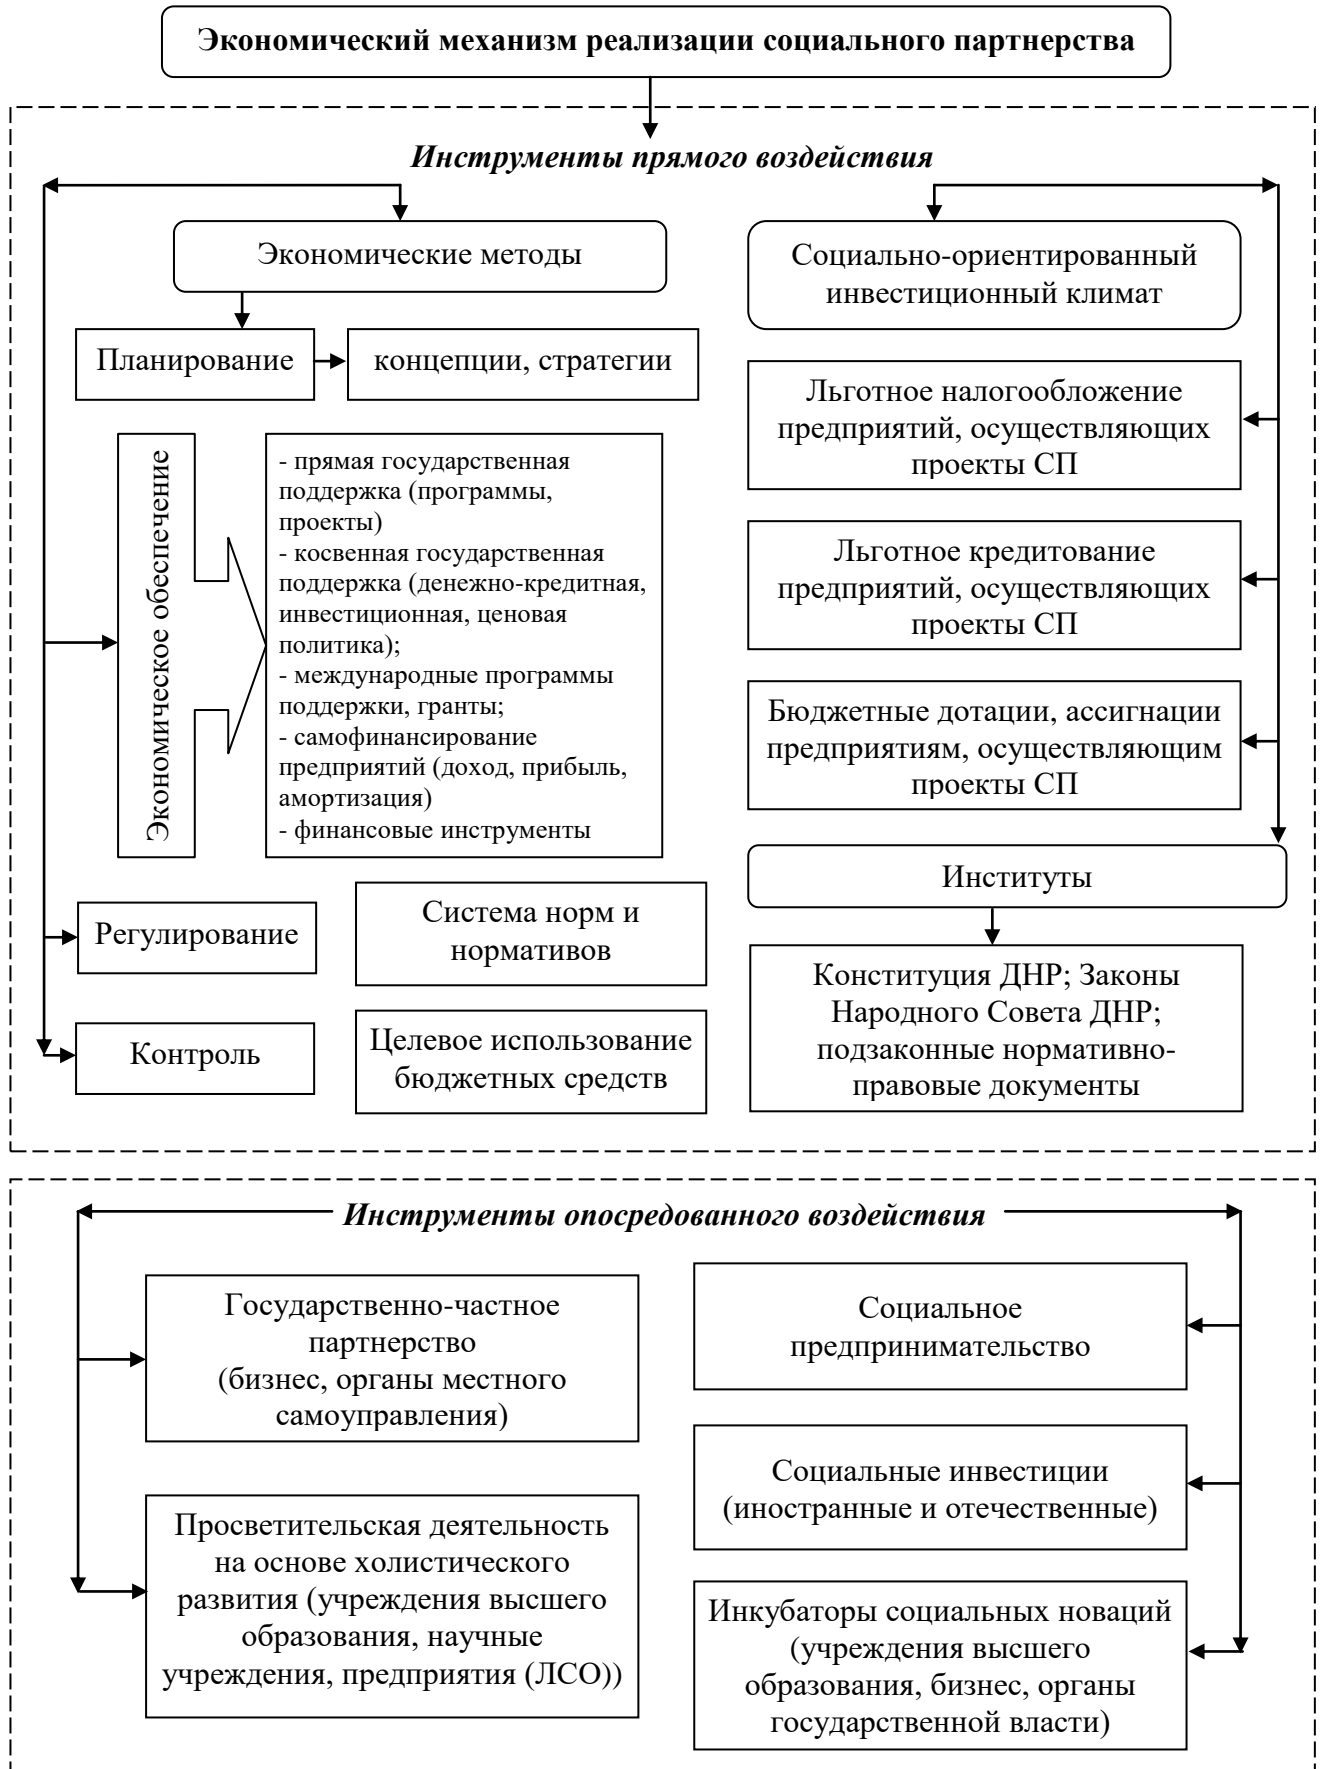 Экономический механизм реализации социального партнерства
Инструменты прямого воздействия
Экономические методы
Планирование
концепции, стратегии
Экономическое обеспечение
- прямая государственная
поддержка (программы,
проекты)
- косвенная государственная
поддержка (денежно-кредитная,
инвестиционная, ценовая
политика);
- международные программы
поддержки, гранты;
- самофинансирование
предприятий (доход, прибыль,
амортизация)
- финансовые инструменты
Регулирование
Система норм и
нормативов
Контроль
Целевое использование
бюджетных средств
Социально-ориентированный
инвестиционный климат
Льготное налогообложение
предприятий, осуществляющих
проекты СП
Льготное кредитование
предприятий, осуществляющих
проекты СП
Бюджетные дотации, ассигнации
предприятиям, осуществляющим
проекты СП
Институты
Конституция ДНР; Законы
Народного Совета ДНР;
подзаконные нормативно-
правовые документы
Инструменты опосредованного воздействия
Государственно-частное
партнерство
(бизнес, органы местного
самоуправления)
Просветительская деятельность
на основе холистического
развития (учреждения высшего
образования, научные
учреждения, предприятия (ЛСО))
Социальное
предпринимательство
Социальные инвестиции
(иностранные и отечественные)
Инкубаторы социальных новаций
(учреждения высшего
образования, бизнес, органы
государственной власти)